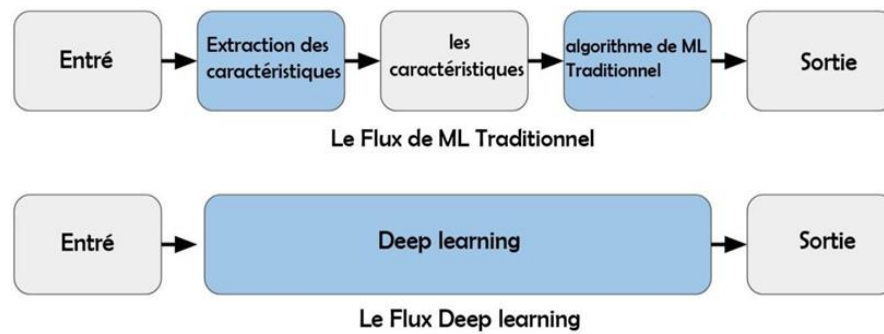 Entré
Extraction des
caractéristiques
les
caractéristiques
algorithme de ML
Traditionnel
Sortie
Le Flux de ML Traditionnel
Entré
Deep learning
Sortie
Le Flux Deep learning